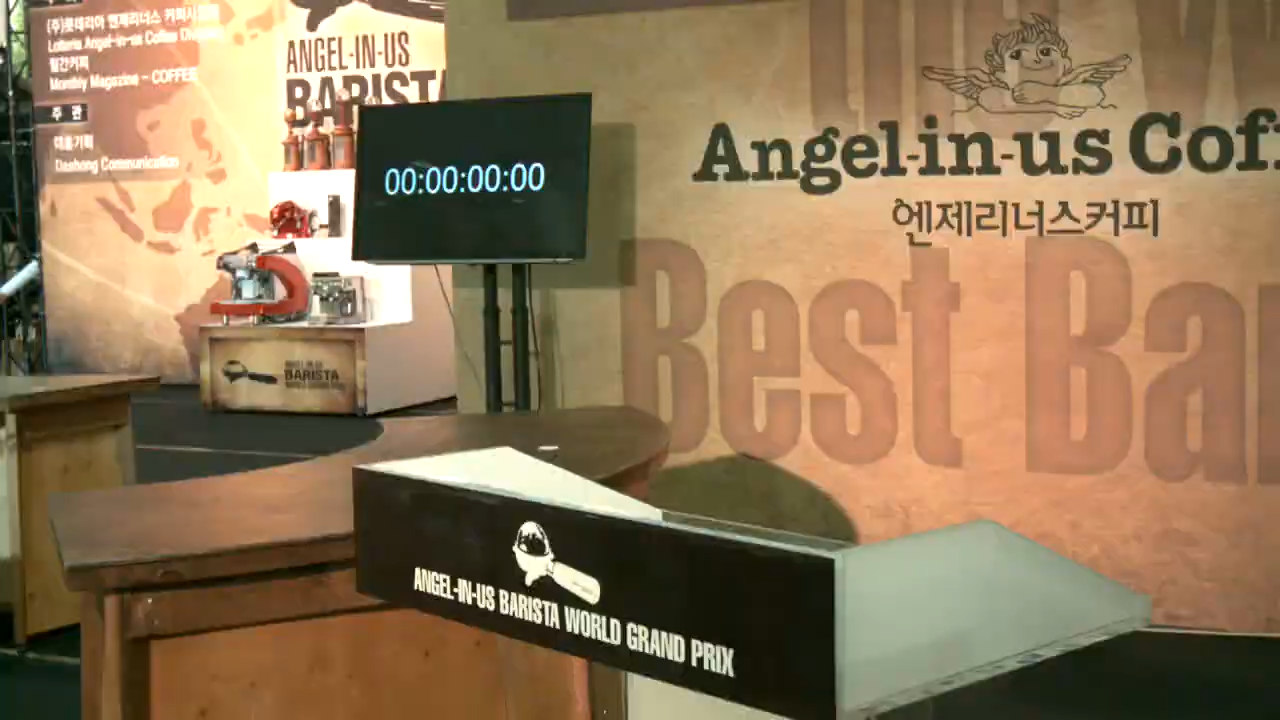 (주)롯데리아 엔제리너스 커피사업부
Lotteria Angel-in-us Coffee Division
월간커피
Monthly Magazine - COFFEE
주 관
대홍기획
Daehong Communication
ANGEL-IN-US
BARISTA
00:00:00:00
Angel-in-us Coff
엔제리너스커피
Best Bar
BARISTA
ANGEL-IN-US BARISTA WORLD GRAND PRIX